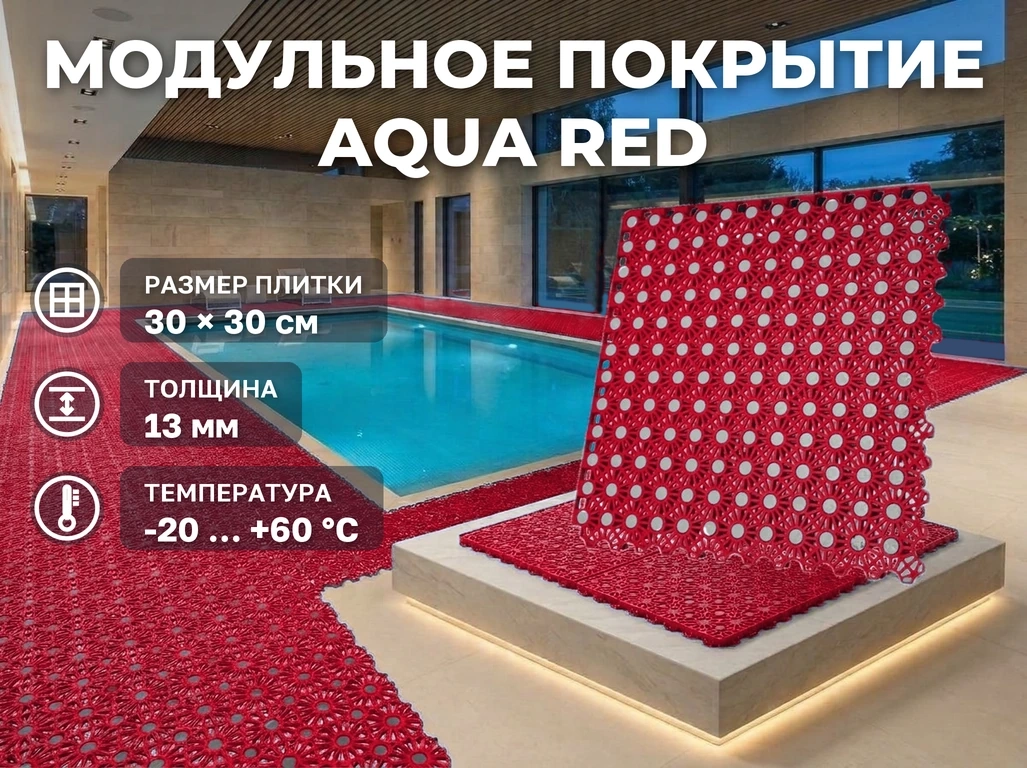 МОДУЛЬНОЕ ПОКРЫТИЕ
AQUA RED
РАЗМЕР ПЛИТКИ
30 × 30 см
ТОЛЩИНА
13 мм
ТЕМПЕРАТУРА
-20 ... +60 °C